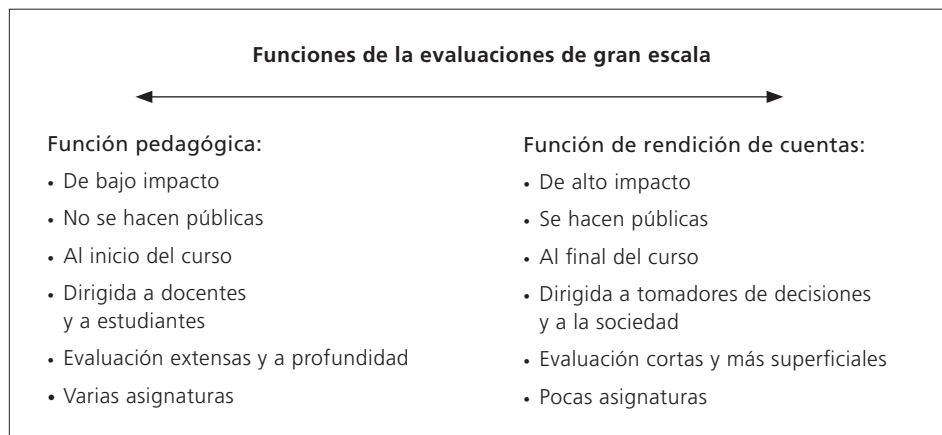 Funciones de la evaluaciones de gran escala
Función pedagógica:
• De bajo impacto
• No se hacen públicas
• Al inicio del curso
• Dirigida a docentes
y a estudiantes
• Evaluación extensas y a profundidad
• Varias asignaturas
Función de rendición de cuentas:
• De alto impacto
• Se hacen públicas
• Al final del curso
• Dirigida a tomadores de decisiones
y a la sociedad
• Evaluación cortas y más superficiales
• Pocas asignaturas